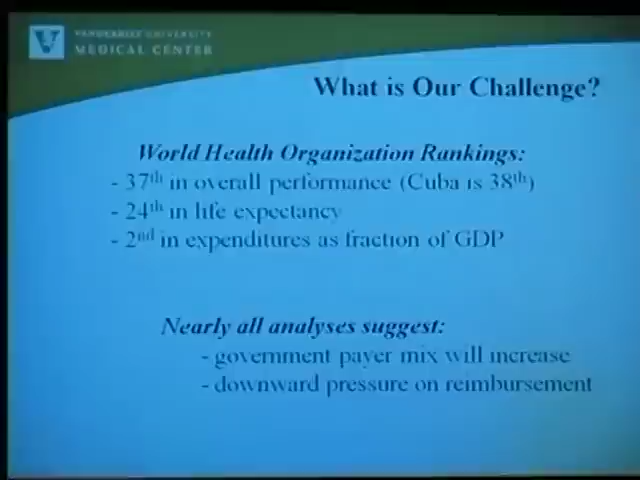 VANDERBILT UNIVERSITY
MEDICAL CENTER
What is Our Challenge?
World Health Organization Rankings:
- 37th in overall performance (Cuba is 38th)
- 24th in life expectancy
- 2nd in expenditures as fraction of GDP
Nearly all analyses suggest:
- government payer mix will increase
- downward pressure on reimbursement